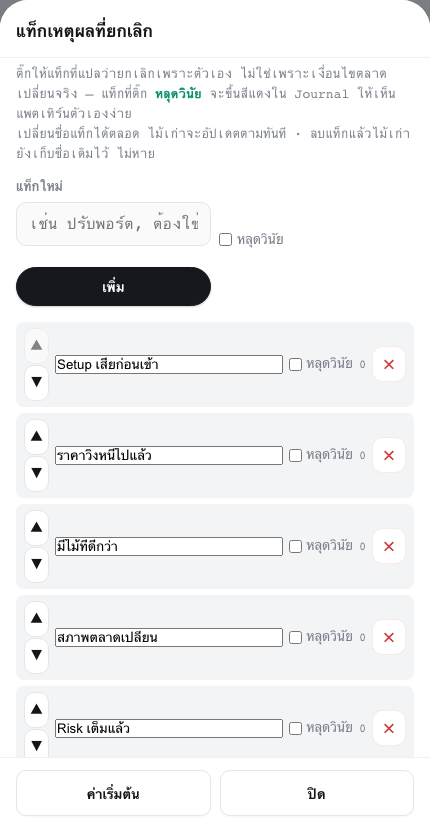 แท็กเหตุผลที่ยกเลิก
ติ๊กให้แท็กที่แปลว่ายกเลิกเพราะตัวเอง ไม่ใช่เพราะเงื่อนไขตลาด
เปลี่ยนจริง — แท็กที่ติ๊ก หลุดวินัย จะขึ้นสีแดงใน Journal ให้เห็น
แพตเทิร์นตัวเองง่าย
เปลี่ยนชื่อแท็กได้ตลอด ไม้เก่าจะอัปเดตตามทันที · ลบแท็กแล้วไม้เก่า
ยังเก็บชื่อเดิมไว้ ไม่หาย
แท็กใหม่
เช่น ปรับพอร์ต, ต้องใช้
หลุดวินัย
เพิ่ม
▲
▼
Setup เสียก่อนเข้า หลุดวินัย 0 ✕
▲
▼
ราคาวิ่งหนีไปแล้ว หลุดวินัย 0 ✕
▲
▼
มีไม้ที่ดีกว่า หลุดวินัย 0 ✕
▲
▼
สภาพตลาดเปลี่ยน หลุดวินัย 0 ✕
▲
▼
Risk เต็มแล้ว หลุดวินัย 0 ✕
ค่าเริ่มต้น ปิด